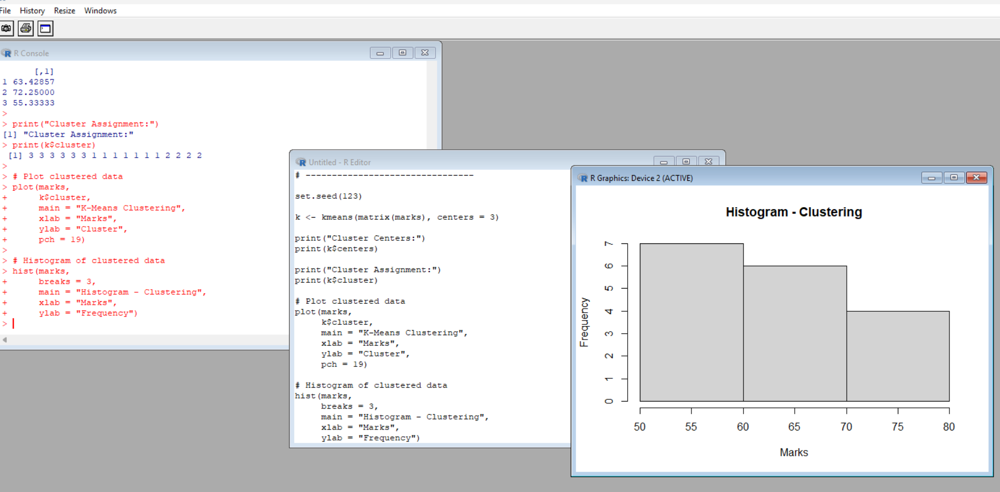 File History Resize Windows
R Console
[,1]
1 63.42857
2 72.25000
3 55.33333
>
> print("Cluster Assignment:")
[1] "Cluster Assignment:"
> print(k$cluster)
[1] 3 3 3 3 3 3 1 1 1 1 1 1 1 2 2 2 2
>
> # Plot clustered data
> plot(marks,
+ k$cluster,
+ main = "K-Means Clustering",
+ xlab = "Marks",
+ ylab = "Cluster",
+ pch = 19)
>
> # Histogram of clustered data
> hist(marks,
+ breaks = 3,
+ main = "Histogram - Clustering",
+ xlab = "Marks",
+ ylab = "Frequency")
>
Untitled - R Editor
# --------------------------------
set.seed(123)
k <- kmeans(matrix(marks), centers = 3)
print("Cluster Centers:")
print(k$centers)
print("Cluster Assignment:")
print(k$cluster)
# Plot clustered data
plot(marks,
k$cluster,
main = "K-Means Clustering",
xlab = "Marks",
ylab = "Cluster",
pch = 19)
# Histogram of clustered data
hist(marks,
breaks = 3,
main = "Histogram - Clustering",
xlab = "Marks",
ylab = "Frequency")
R Graphics: Device 2 (ACTIVE)
Histogram - Clustering
Frequency
7
6
5
4
3
2
1
0
50 55 60 65 70 75 80
Marks